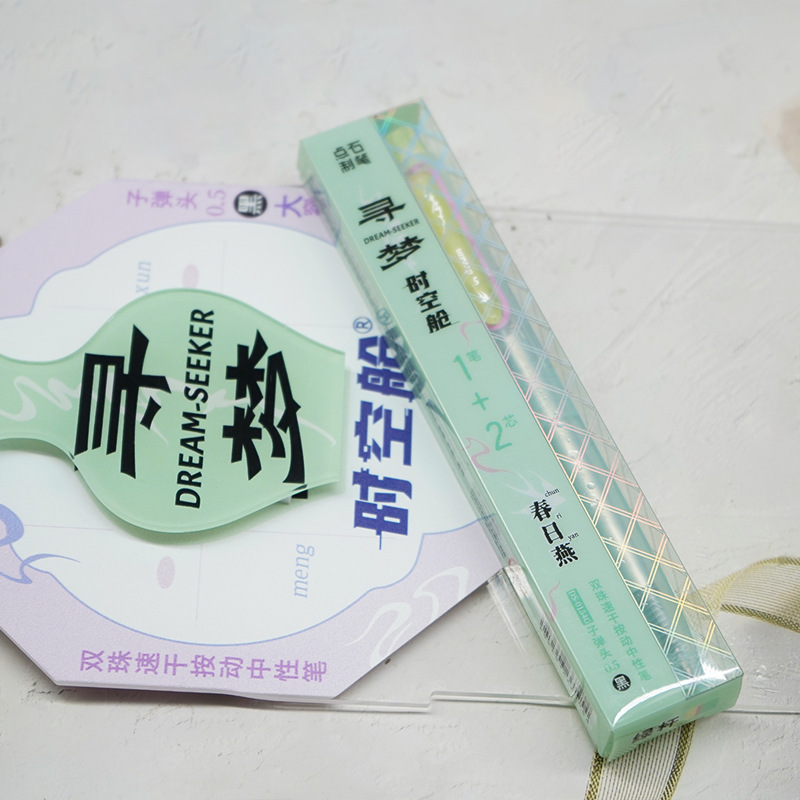 子弹头
0.5
黑
大
xun
寻梦
DREAM-SEEKER
时空舱
®
meng
双珠速干按动中性笔
点石制笔
寻梦
DREAM-SEEKER
时空舱
1笔
+
2芯
chun
ri
yan
春日燕
双珠速干按动中性笔
子弹头 0.5 黑
绿杆